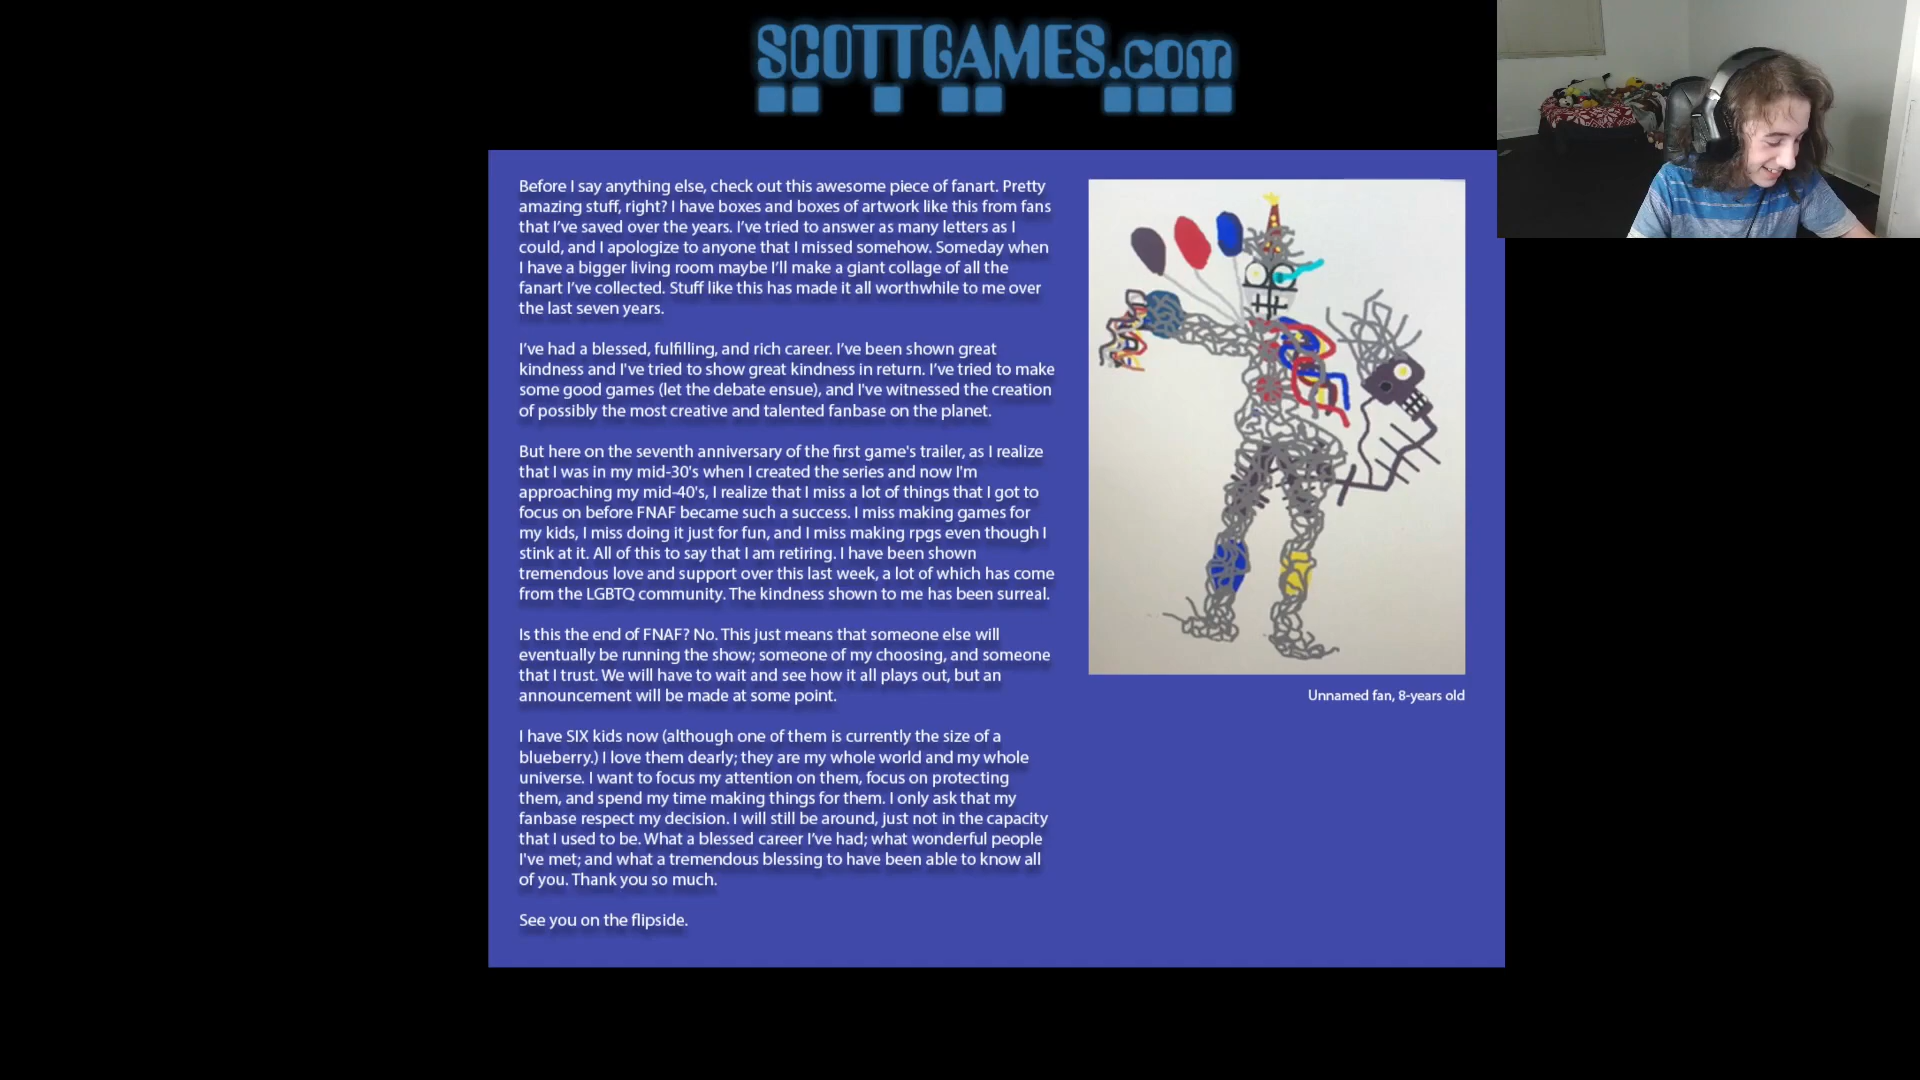 SCOTTGAMES.com
Before I say anything else, check out this awesome piece of fanart. Pretty
amazing stuff, right? I have boxes and boxes of artwork like this from fans
that I’ve saved over the years. I’ve tried to answer as many letters as I
could, and I apologize to anyone that I missed somehow. Someday when
I have a bigger living room maybe I’ll make a giant collage of all the
fanart I’ve collected. Stuff like this has made it all worthwhile to me over
the last seven years.
I’ve had a blessed, fulfilling, and rich career. I’ve been shown great
kindness and I've tried to show great kindness in return. I’ve tried to make
some good games (let the debate ensue), and I've witnessed the creation
of possibly the most creative and talented fanbase on the planet.
But here on the seventh anniversary of the first game's trailer, as I realize
that I was in my mid-30's when I created the series and now I'm
approaching my mid-40's, I realize that I miss a lot of things that I got to
focus on before FNAF became such a success. I miss making games for
my kids, I miss doing it just for fun, and I miss making rpgs even though I
stink at it. All of this to say that I am retiring. I have been shown
tremendous love and support over this last week, a lot of which has come
from the LGBTQ community. The kindness shown to me has been surreal.
Is this the end of FNAF? No. This just means that someone else will
eventually be running the show; someone of my choosing, and someone
that I trust. We will have to wait and see how it all plays out, but an
announcement will be made at some point.
I have SIX kids now (although one of them is currently the size of a
blueberry.) I love them dearly; they are my whole world and my whole
universe. I want to focus my attention on them, focus on protecting
them, and spend my time making things for them. I only ask that my
fanbase respect my decision. I will still be around, just not in the capacity
that I used to be. What a blessed career I’ve had; what wonderful people
I've met; and what a tremendous blessing to have been able to know all
of you. Thank you so much.
See you on the flipside.
Unnamed fan, 8-years old